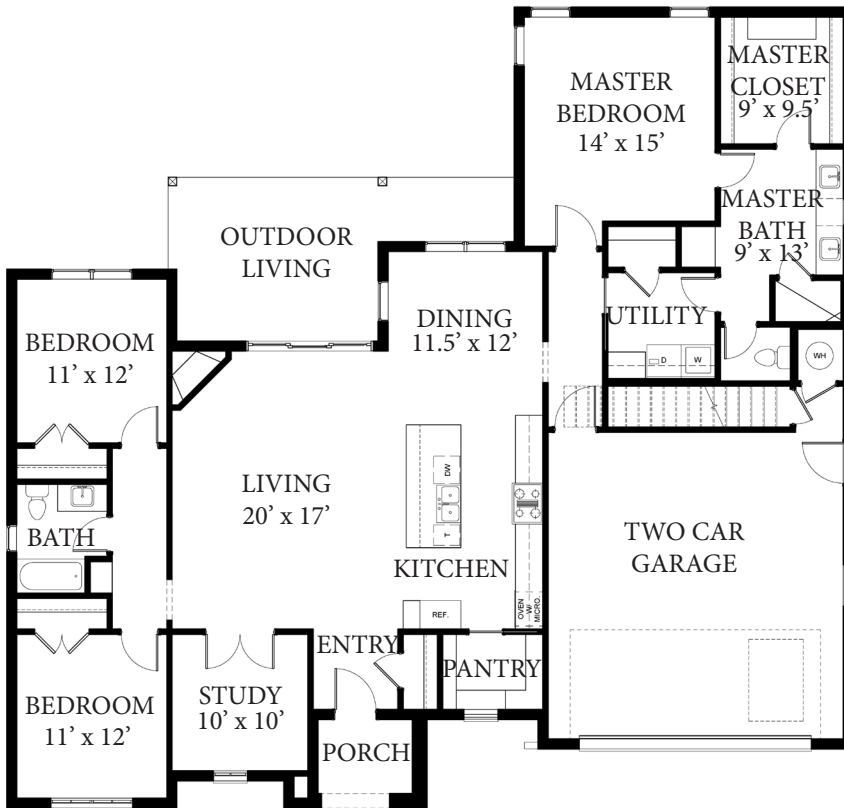 MASTER
CLOSET
9’ x 9.5’
MASTER
BEDROOM
14’ x 15’
MASTER
BATH
9’ x 13’
OUTDOOR
LIVING
DINING
11.5’ x 12’
UTILITY
D
W
WH
BEDROOM
11’ x 12’
LIVING
20’ x 17’
DW
T
KITCHEN
REF.
OVEN
W/
MICRO.
TWO CAR
GARAGE
BATH
ENTRY
PANTRY
STUDY
10’ x 10’
BEDROOM
11’ x 12’
PORCH